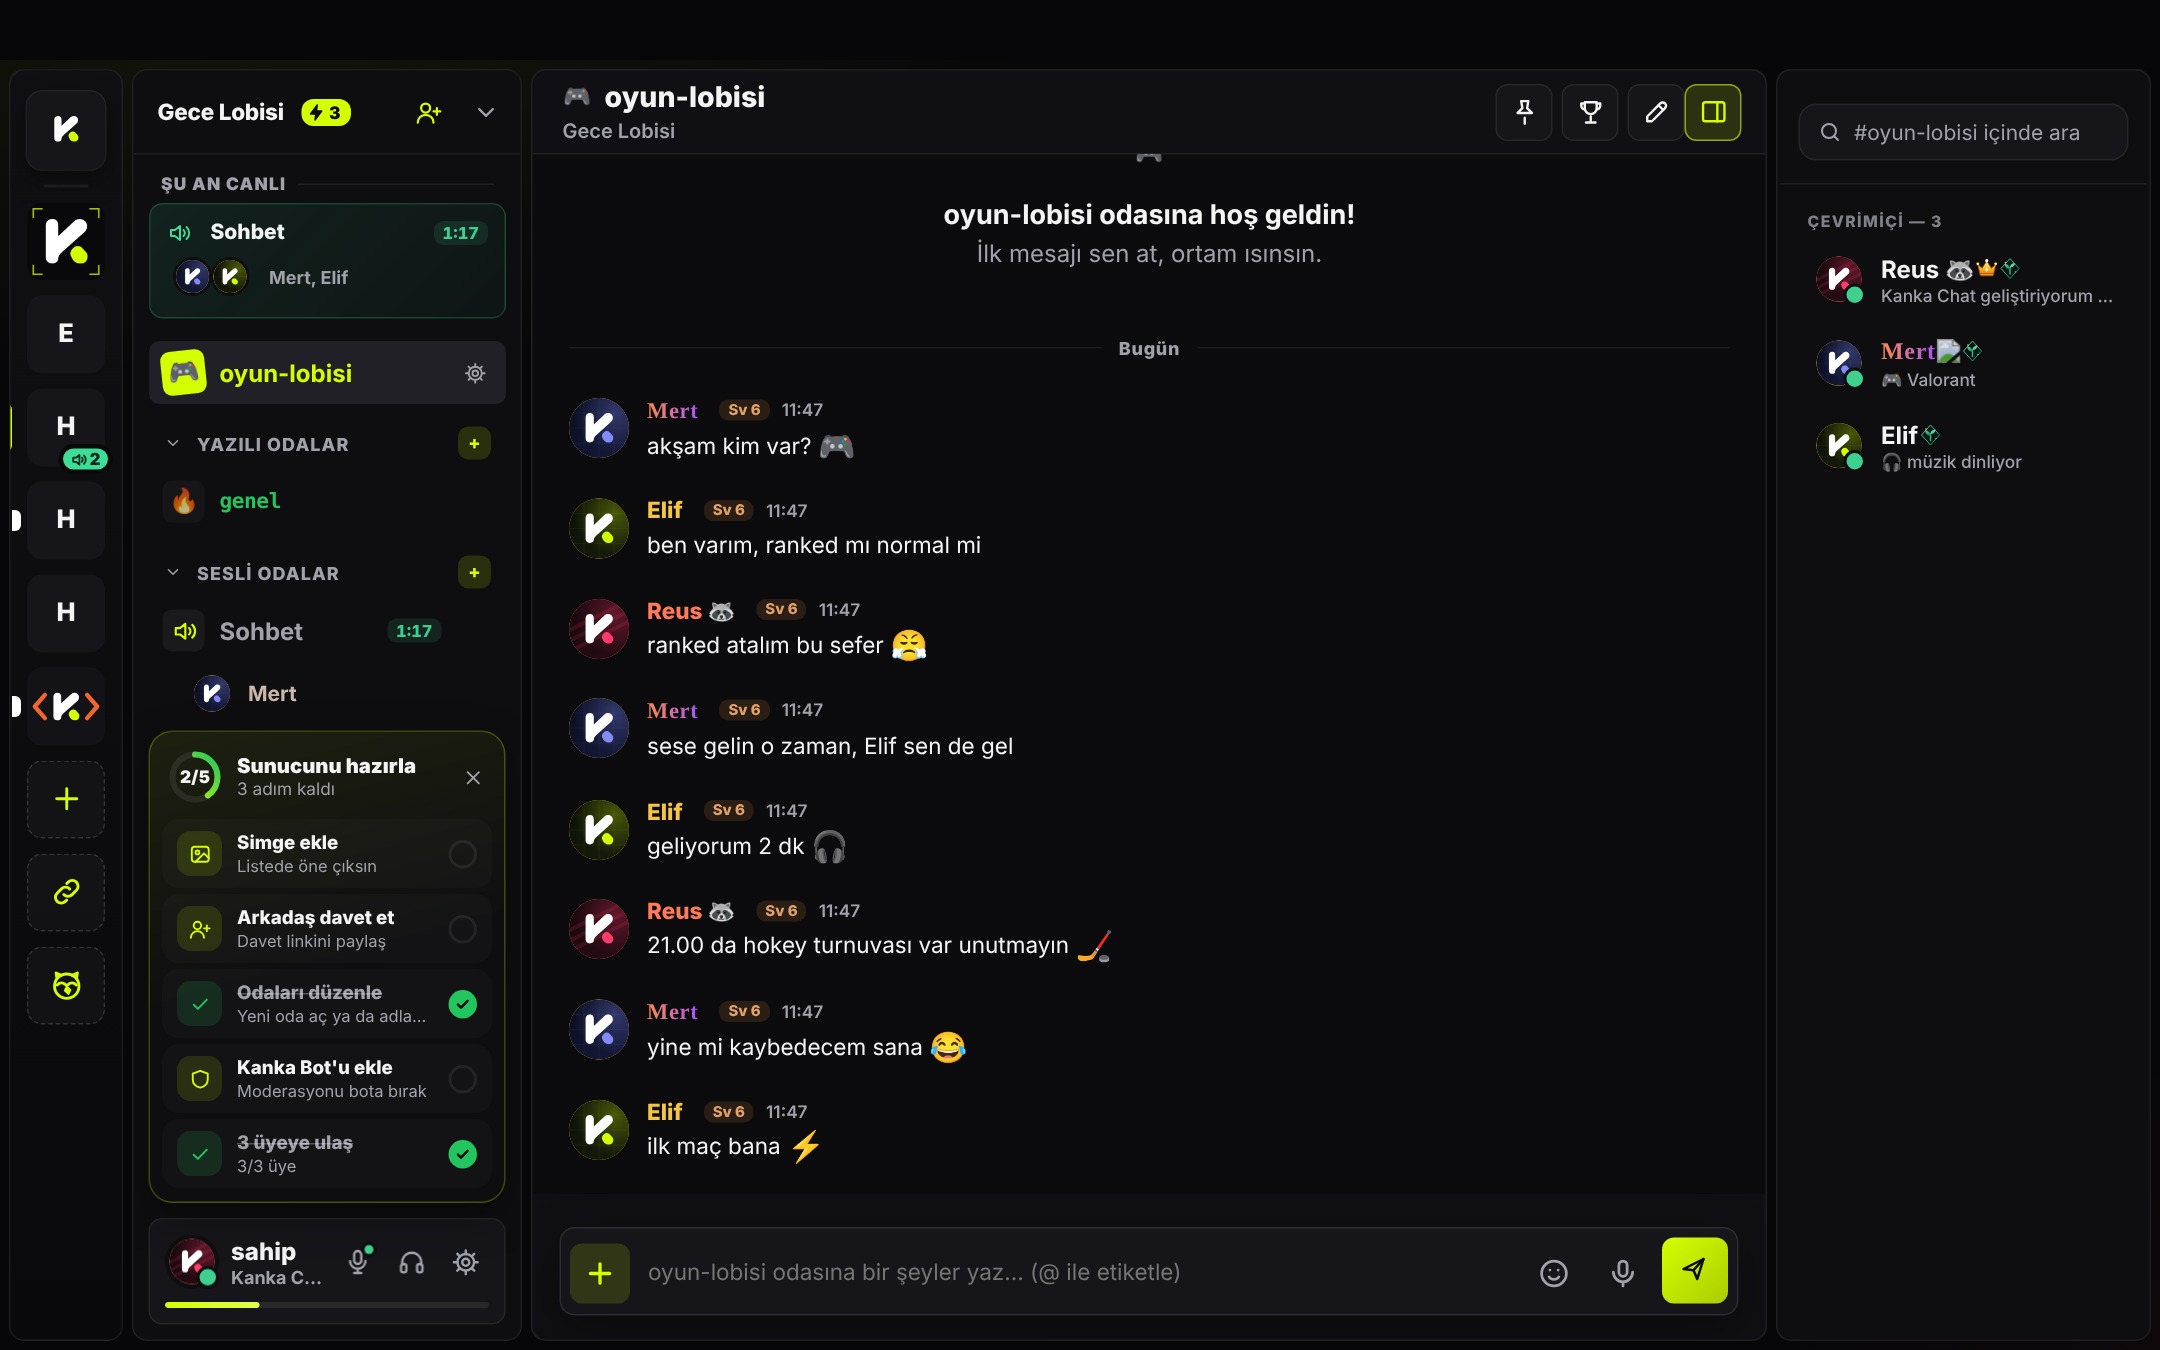 Gece Lobisi 3
ŞU AN CANLI
Sohbet 1:17
Mert, Elif
oyun-lobisi
YAZILI ODALAR
genel
SESLİ ODALAR
Sohbet 1:17
Mert
2/5 Sunucunu hazırla
3 adım kaldı
Simge ekle
Listede öne çıksın
Arkadaş davet et
Davet linkini paylaş
Odaları düzenle
Yeni oda aç ya da adla...
Kanka Bot'u ekle
Moderasyonu bota bırak
3 üyeye ulaş
3/3 üye
sahip
Kanka C...
E
H
2
H
H
oyun-lobisi
Gece Lobisi
oyun-lobisi odasına hoş geldin!
İlk mesajı sen at, ortam ısınsın.
Bugün
Mert Sv 6 11:47
akşam kim var? 🎮
Elif Sv 6 11:47
ben varım, ranked mı normal mi
Reus 🦝 Sv 6 11:47
ranked atalım bu sefer 😤
Mert Sv 6 11:47
sese gelin o zaman, Elif sen de gel
Elif Sv 6 11:47
geliyorum 2 dk 🎧
Reus 🦝 Sv 6 11:47
21.00 da hokey turnuvası var unutmayın 🏒
Mert Sv 6 11:47
yine mi kaybedecem sana 😂
Elif Sv 6 11:47
ilk maç bana ⚡
oyun-lobisi odasına bir şeyler yaz... (@ ile etiketle)
#oyun-lobisi içinde ara
ÇEVRİMİÇİ — 3
Reus 🦝
Kanka Chat geliştiriyorum ...
Mert
🎮 Valorant
Elif
🎧 müzik dinliyor